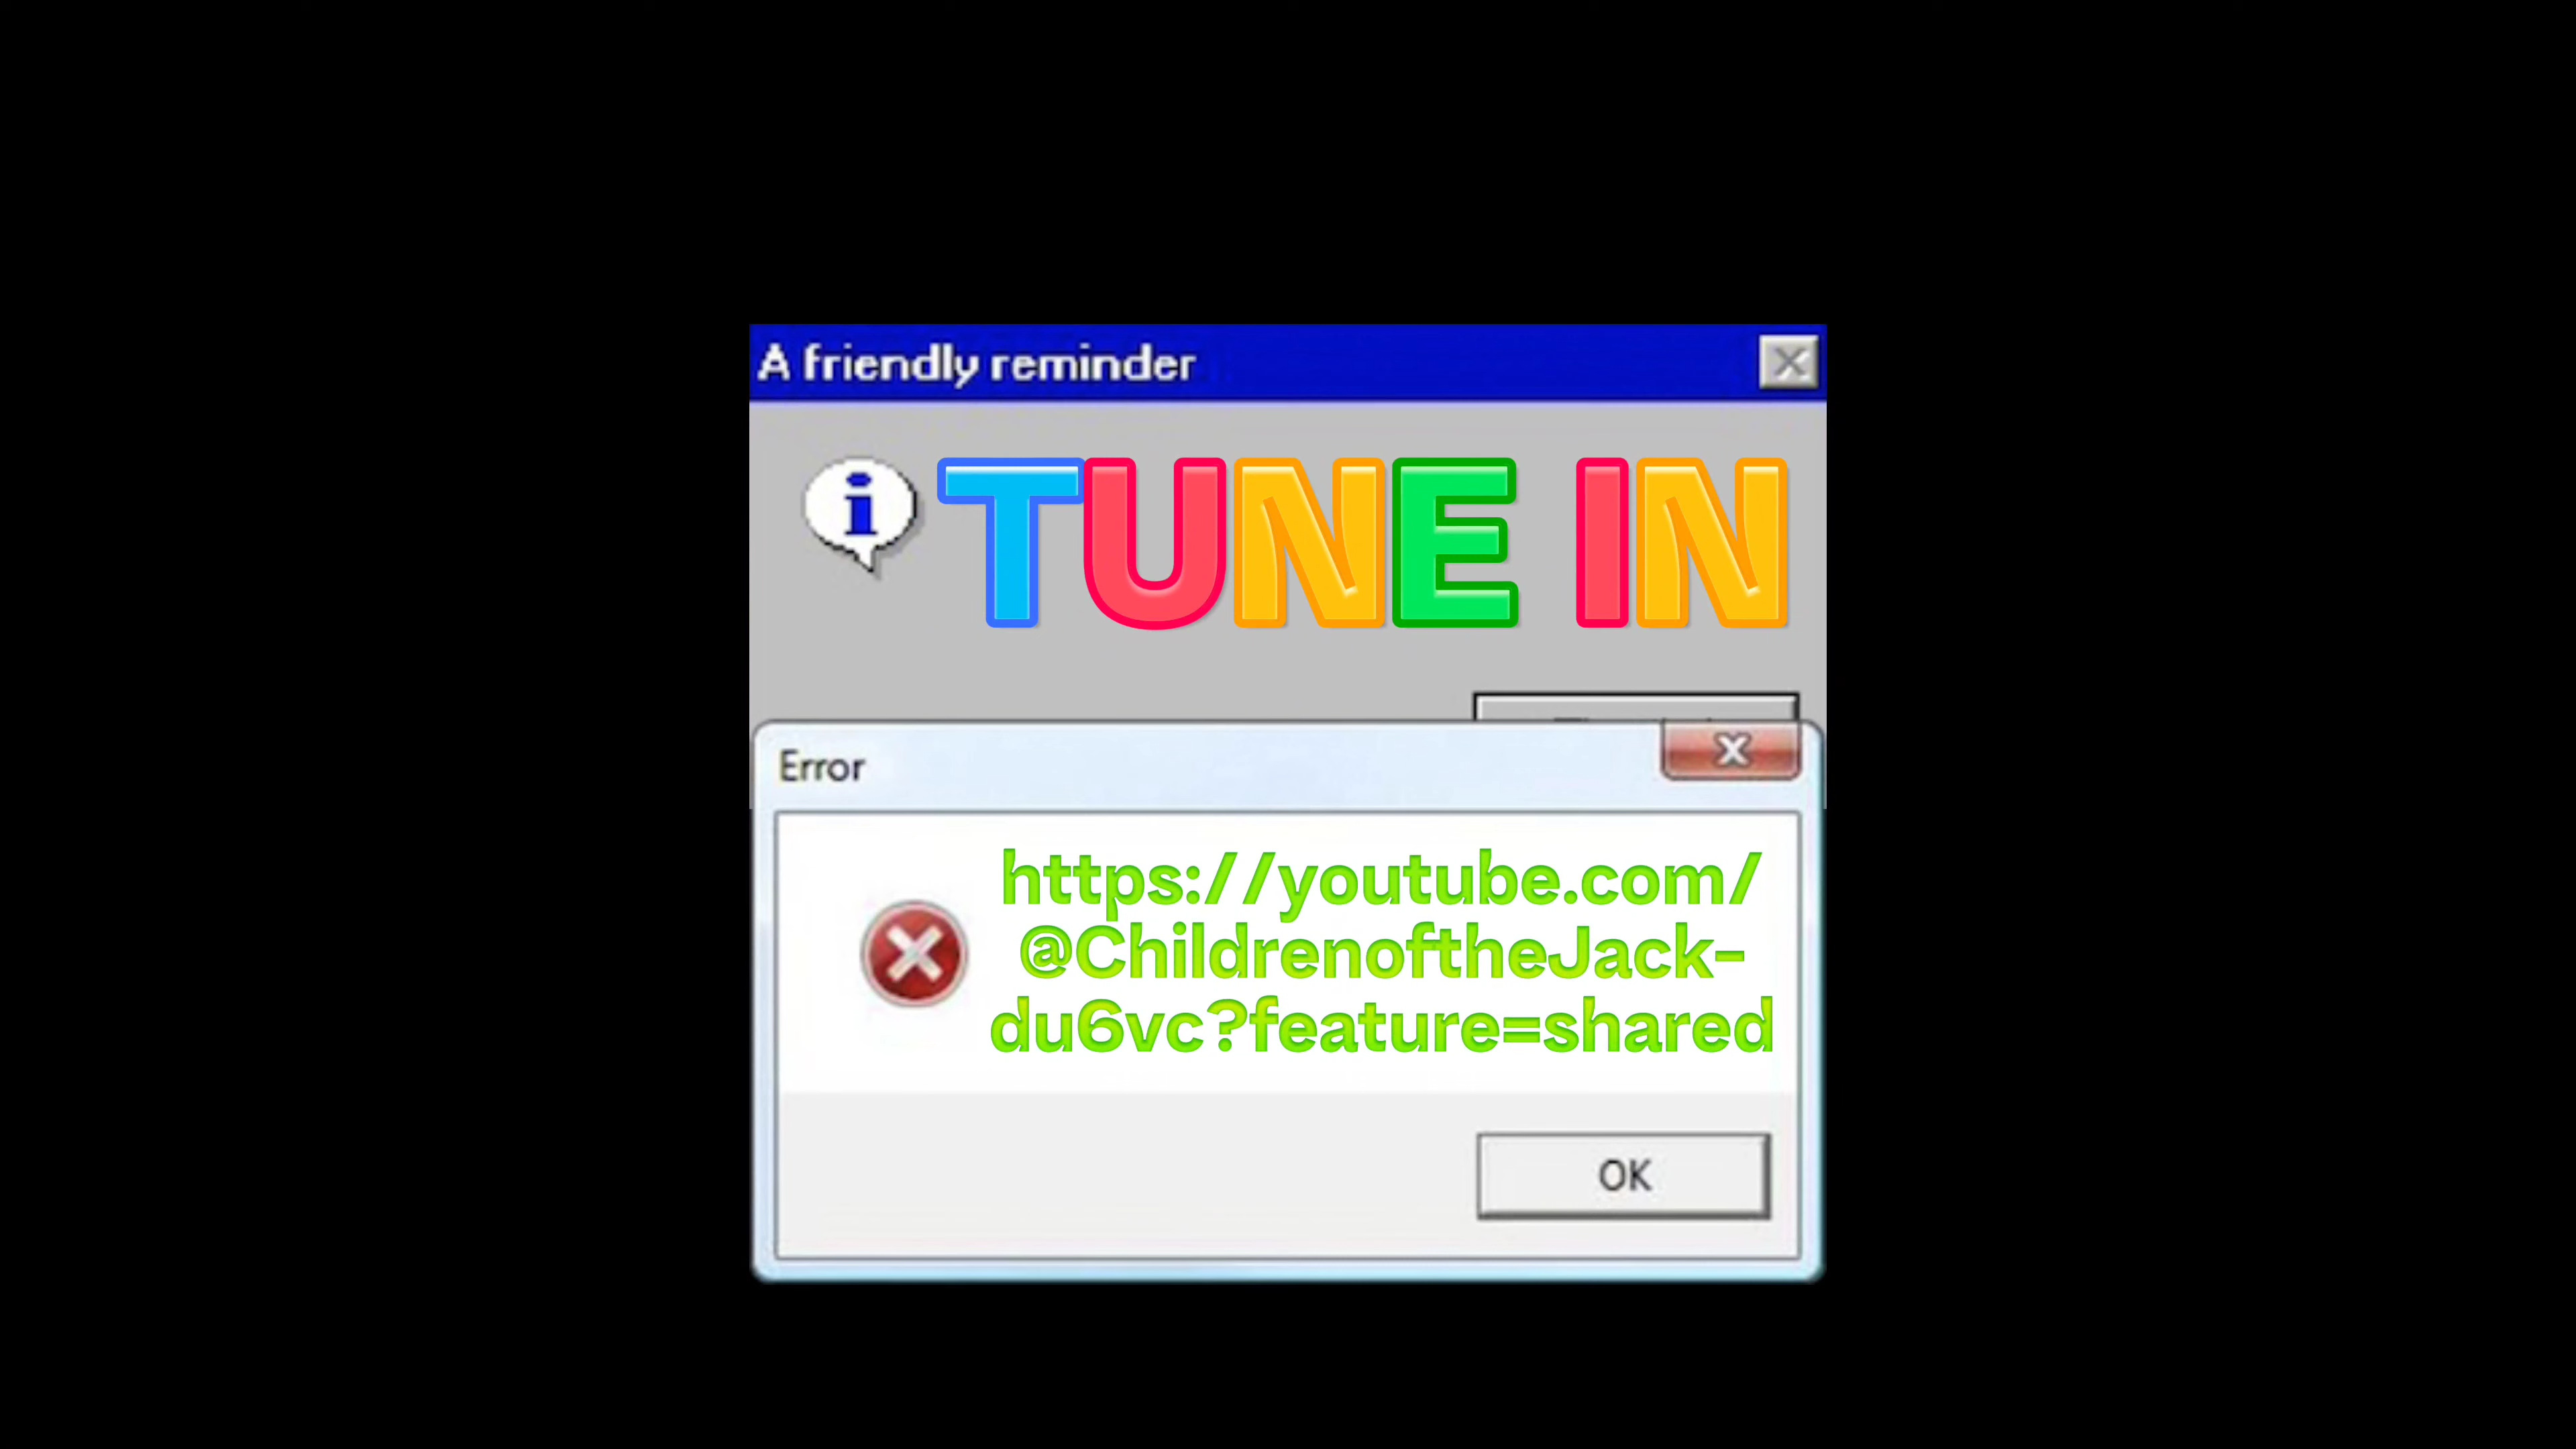 A friendly reminder
i
TUNE IN
Error
https://youtube.com/
@ChildrenoftheJack-
du6vc?feature=shared
OK